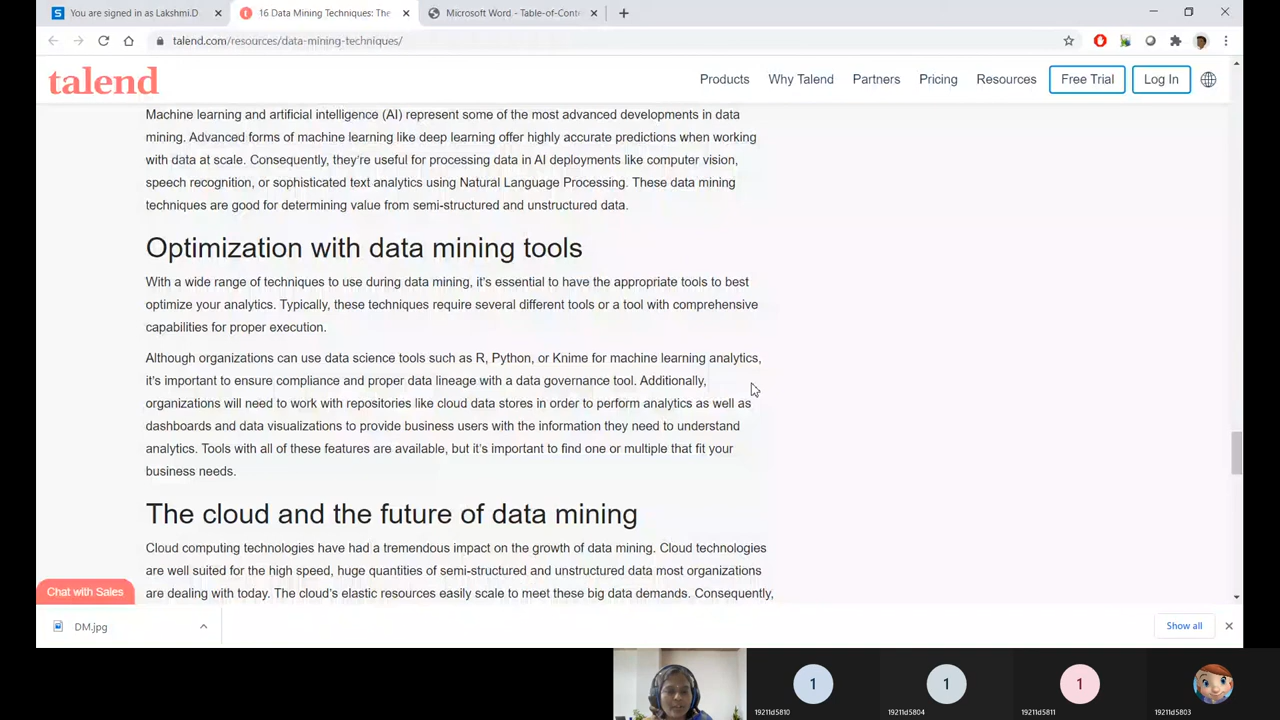 You are signed in as Lakshmi.D
16 Data Mining Techniques: The
Microsoft Word - Table-of-Cont
talend.com/resources/data-mining-techniques/
talend
Products
Why Talend
Partners
Pricing
Resources
Free Trial
Log In
Machine learning and artificial intelligence (AI) represent some of the most advanced developments in data
mining. Advanced forms of machine learning like deep learning offer highly accurate predictions when working
with data at scale. Consequently, they're useful for processing data in AI deployments like computer vision,
speech recognition, or sophisticated text analytics using Natural Language Processing. These data mining
techniques are good for determining value from semi-structured and unstructured data.
Optimization with data mining tools
With a wide range of techniques to use during data mining, it's essential to have the appropriate tools to best
optimize your analytics. Typically, these techniques require several different tools or a tool with comprehensive
capabilities for proper execution.
Although organizations can use data science tools such as R, Python, or Knime for machine learning analytics,
it's important to ensure compliance and proper data lineage with a data governance tool. Additionally,
organizations will need to work with repositories like cloud data stores in order to perform analytics as well as
dashboards and data visualizations to provide business users with the information they need to understand
analytics. Tools with all of these features are available, but it's important to find one or multiple that fit your
business needs.
The cloud and the future of data mining
Cloud computing technologies have had a tremendous impact on the growth of data mining. Cloud technologies
are well suited for the high speed, huge quantities of semi-structured and unstructured data most organizations
are dealing with today. The cloud's elastic resources easily scale to meet these big data demands. Consequently,
Chat with Sales
DM.jpg
Show all
1
1
1
19211d5810
19211d5804
19211d5811
19211d5803